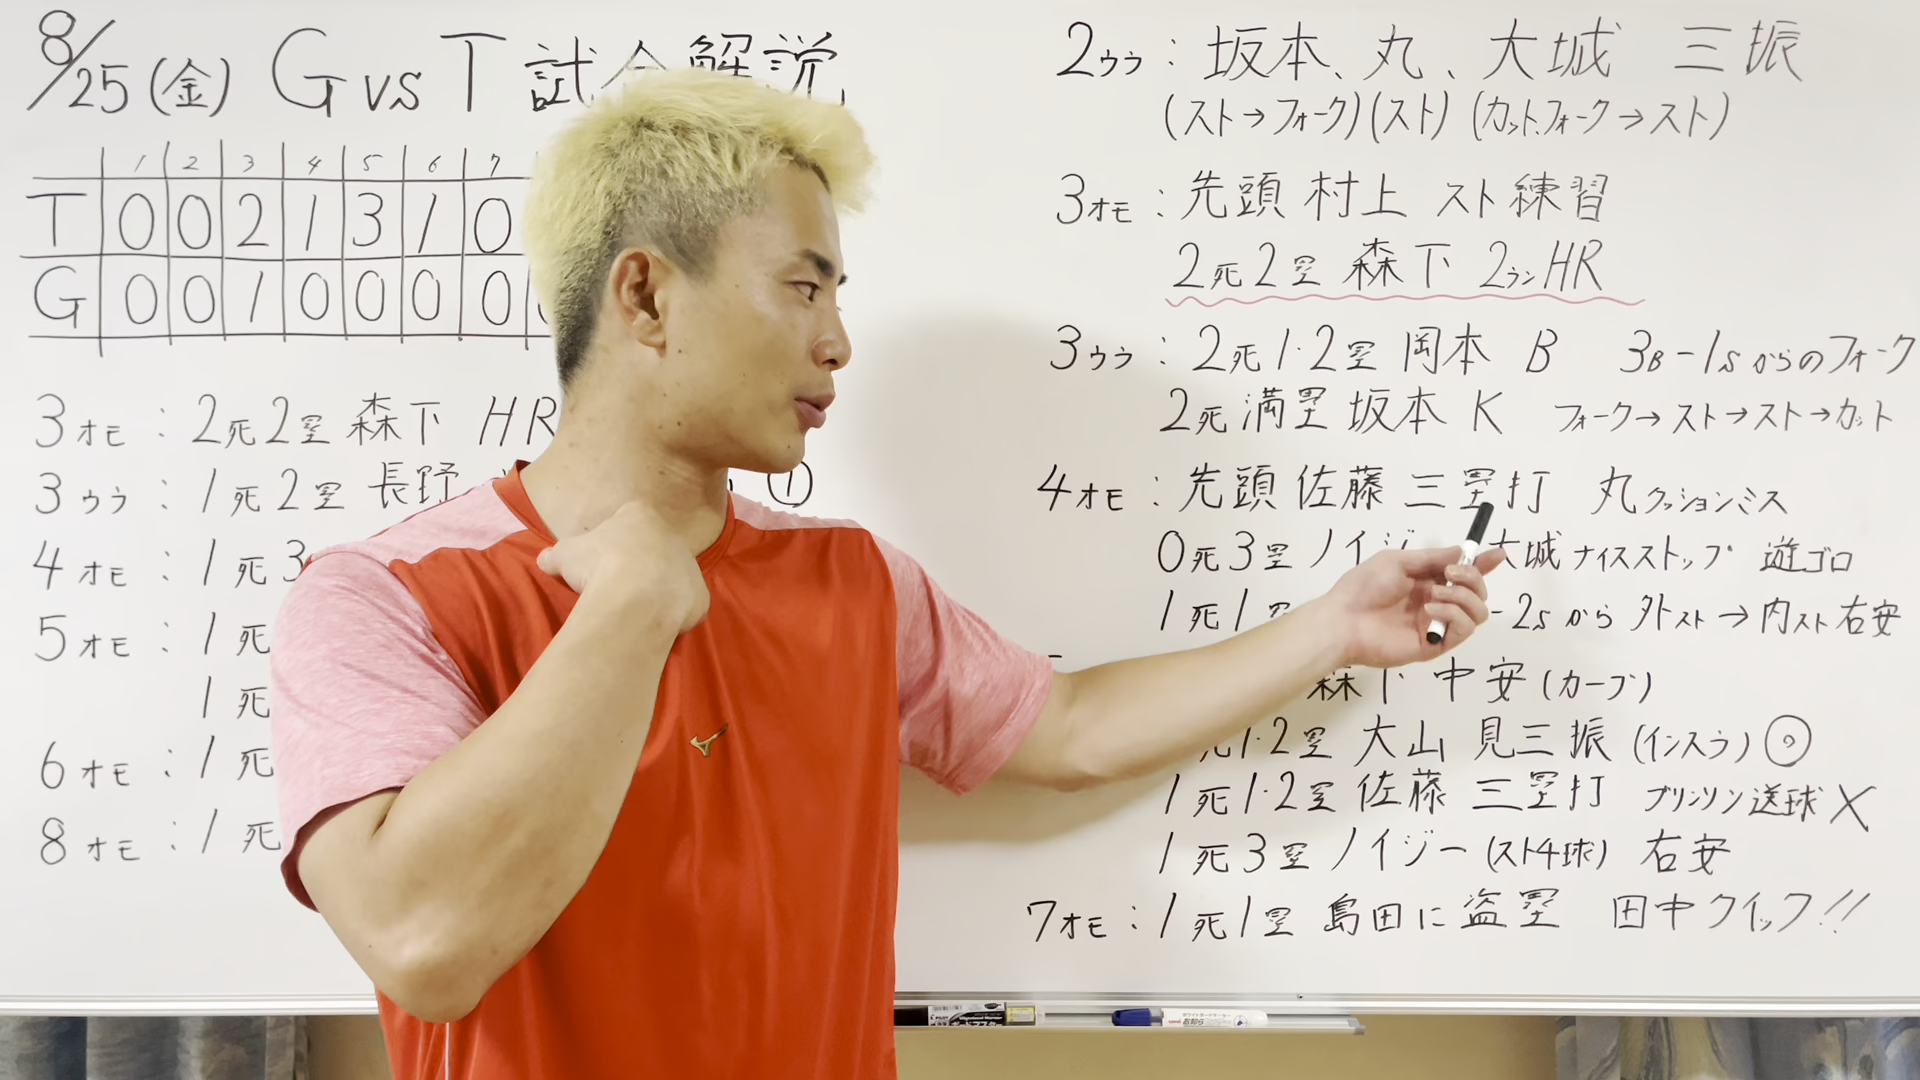 8/25(金) G vs T 試合解説
1 2 3 4 5 6 7
T 0 0 2 1 3 1 0
G 0 0 1 0 0 0 0
3オモ:2死2塁 森下 HR
3ウラ:1死2塁 長野 ①
4オモ:1死3
5オモ:1死
1死
6オモ:1死
8オモ:1死
2ウラ:坂本、丸、大城 三振
(スト→フォーク)(スト)(カット、フォーク→スト)
3オモ:先頭 村上 スト練習
2死2塁 森下 2ランHR
3ウラ:2死1・2塁 岡本 B 3B-1Sからのフォーク
2死満塁 坂本 K フォーク→スト→スト→カット
4オモ:先頭 佐藤 三塁打 丸クッションミス
0死3塁 ノイジー 大城ナイスストップ 遊ゴロ
1死1 -2Sから 外スト→内スト右安
森下 中安(カーブ)
1・2塁 大山 見三振(インスラ)◎
1死1・2塁 佐藤 三塁打 ブリンソン送球X
1死3塁 ノイジー(スト4球) 右安
7オモ:1死1塁 島田に盗塁 田中クイック!!